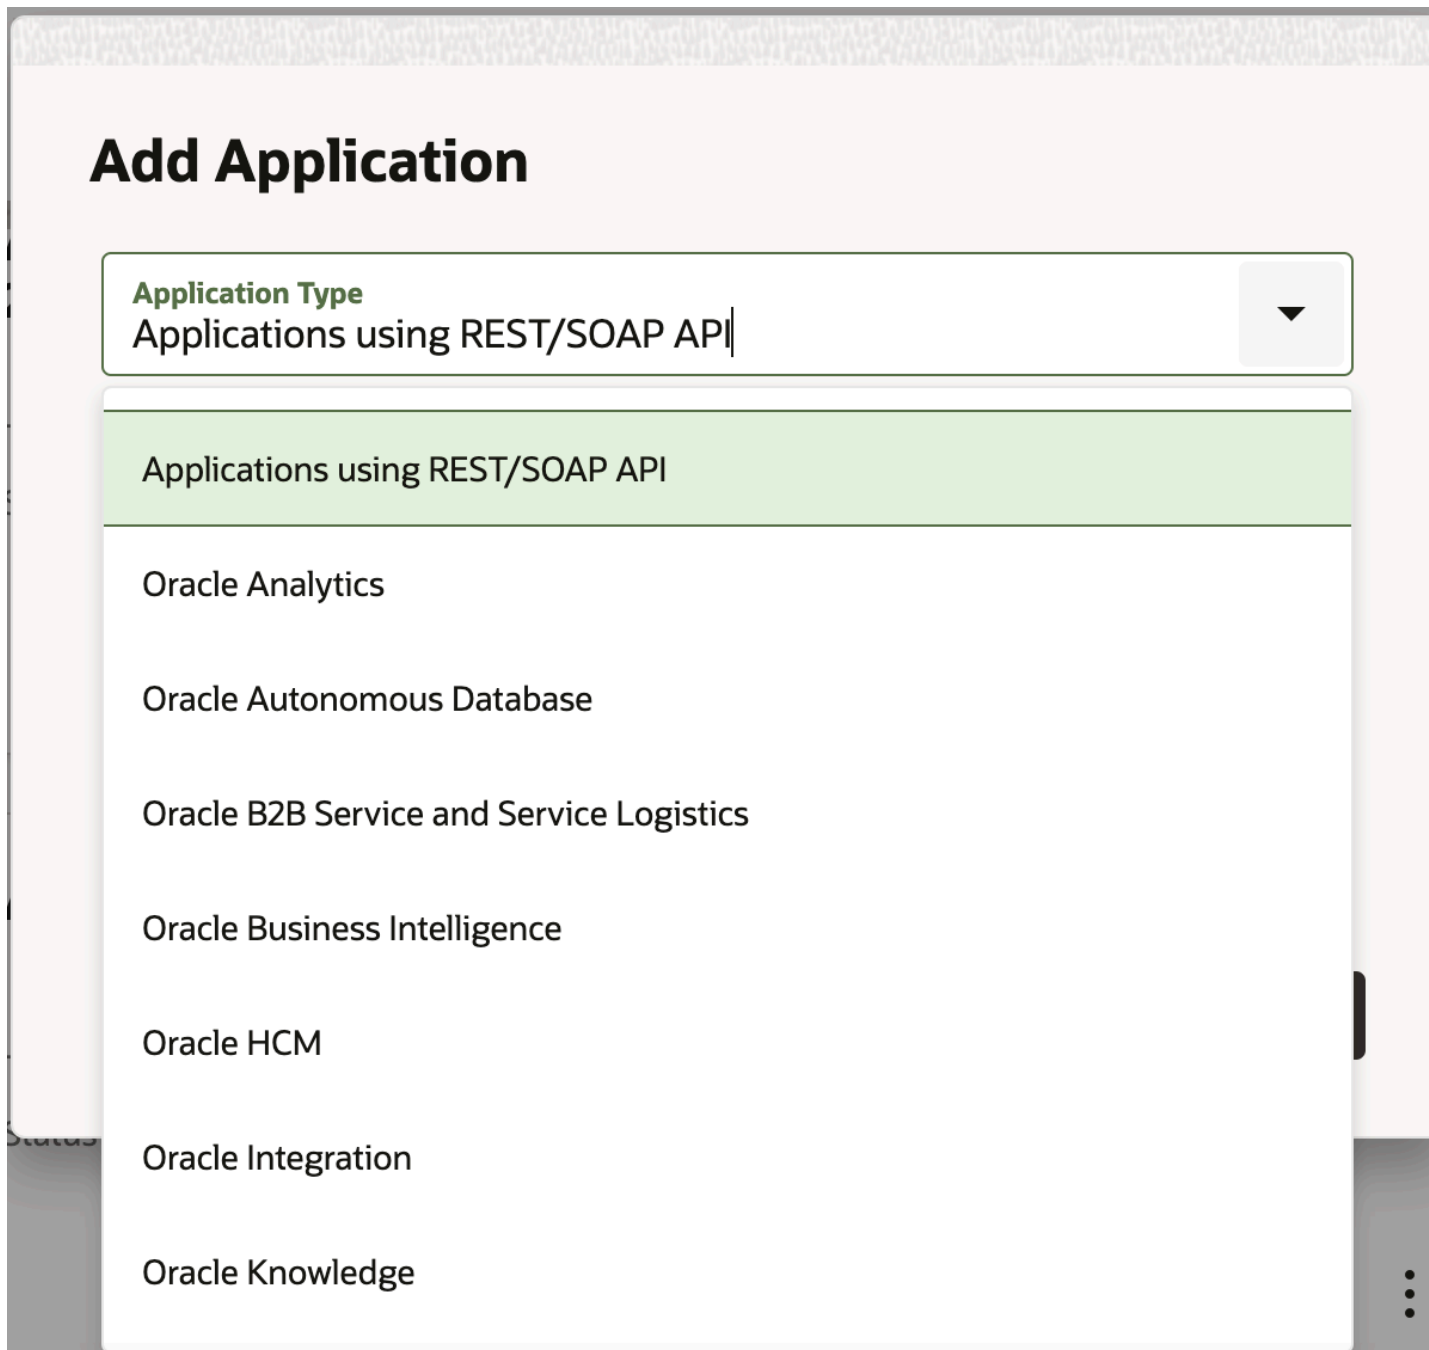 Add Application
Application Type
Applications using REST/SOAP API
Applications using REST/SOAP API
Oracle Analytics
Oracle Autonomous Database
Oracle B2B Service and Service Logistics
Oracle Business Intelligence
Oracle HCM
Status
Oracle Integration
Oracle Knowledge